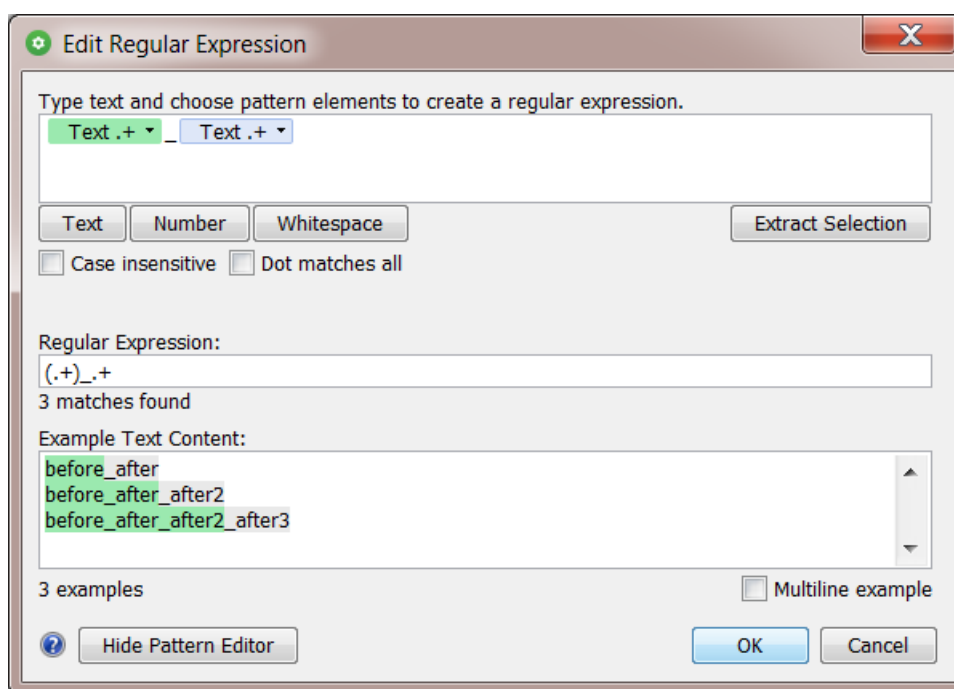 Edit Regular Expression
X
Type text and choose pattern elements to create a regular expression.
Text .+ _ Text .+
Text Number Whitespace Extract Selection
Case insensitive Dot matches all
Regular Expression:
(.+)_.+
3 matches found
Example Text Content:
before_after
before_after_after2
before_after_after2_after3
3 examples Multiline example
? Hide Pattern Editor OK Cancel